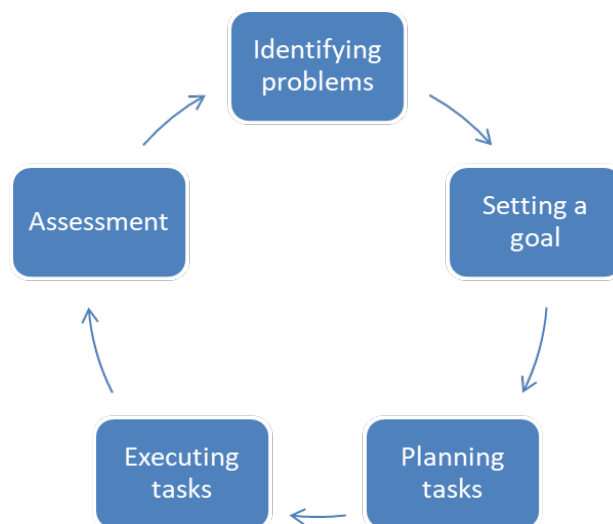 Identifying
problems
Setting a
goal
Planning
tasks
Executing
tasks
Assessment